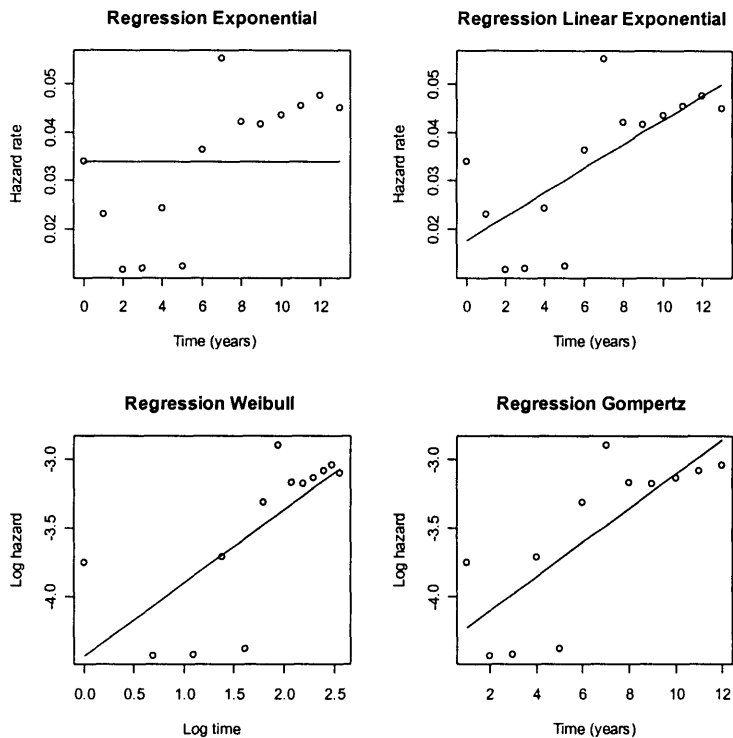 Regression Exponential
Hazard rate
0.05
0.04
0.03
0.02
0 2 4 6 8 10 12
Time (years)
Regression Linear Exponential
Hazard rate
0.05
0.04
0.03
0.02
0 2 4 6 8 10 12
Time (years)
Regression Weibull
Log hazard
-3.0
-3.5
-4.0
0.0 0.5 1.0 1.5 2.0 2.5
Log time
Regression Gompertz
Log hazard
-3.0
-3.5
-4.0
2 4 6 8 10 12
Time (years)